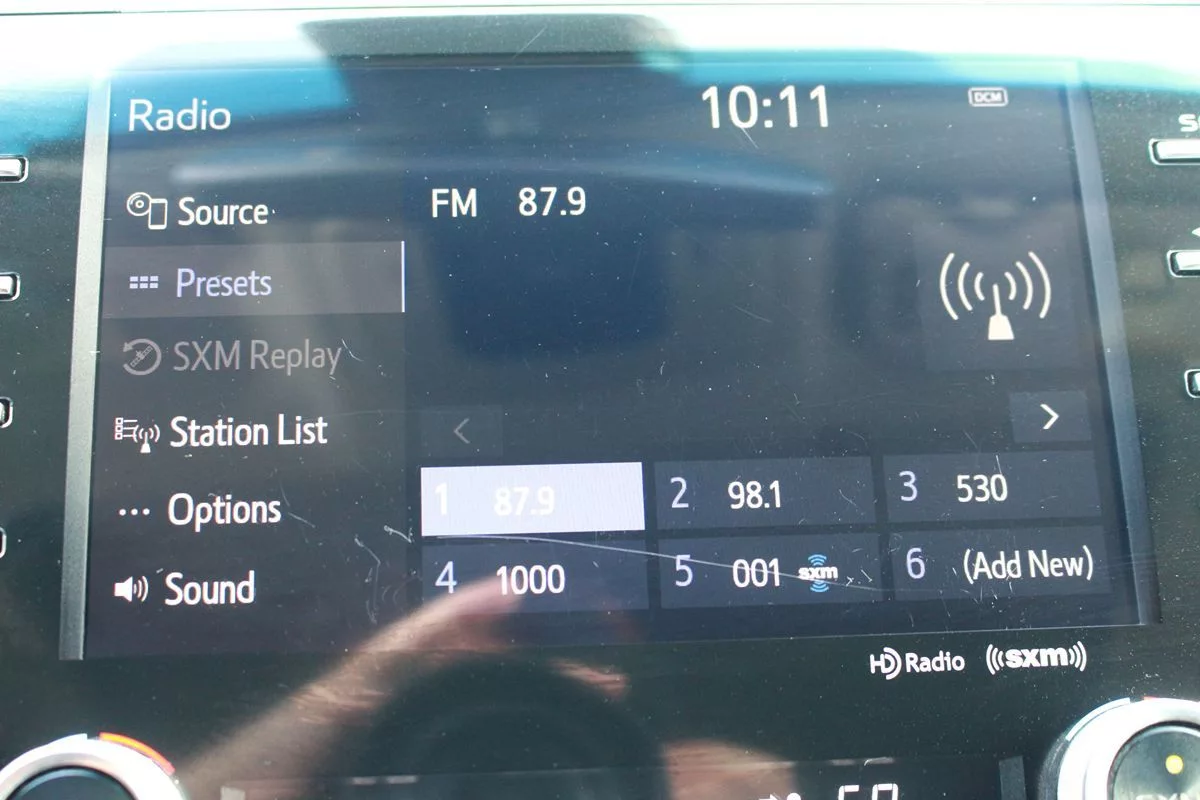 Radio
10:11
DCM
Source
FM 87.9
Presets
SXM Replay
Station List
Options
Sound
1 87.9
2 98.1
3 530
4 1000
5 001 sxm
6 (Add New)
HD Radio
sxm